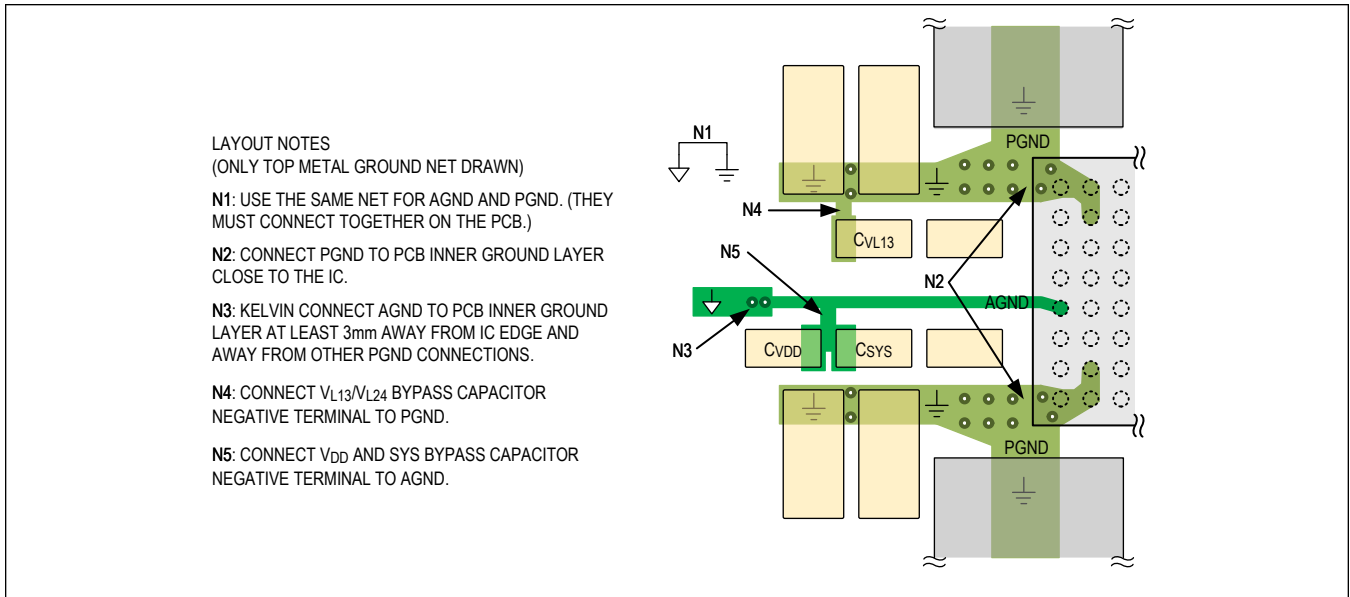 LAYOUT NOTES
(ONLY TOP METAL GROUND NET DRAWN)
N1: USE THE SAME NET FOR AGND AND PGND. (THEY
MUST CONNECT TOGETHER ON THE PCB.)
N2: CONNECT PGND TO PCB INNER GROUND LAYER
CLOSE TO THE IC.
N3: KELVIN CONNECT AGND TO PCB INNER GROUND
LAYER AT LEAST 3mm AWAY FROM IC EDGE AND
AWAY FROM OTHER PGND CONNECTIONS.
N4: CONNECT VL13/VL24 BYPASS CAPACITOR
NEGATIVE TERMINAL TO PGND.
N5: CONNECT VDD AND SYS BYPASS CAPACITOR
NEGATIVE TERMINAL TO AGND.
N1
PGND
N4
CVL13
N5
N2
AGND
N3
CVDD
CSYS
PGND